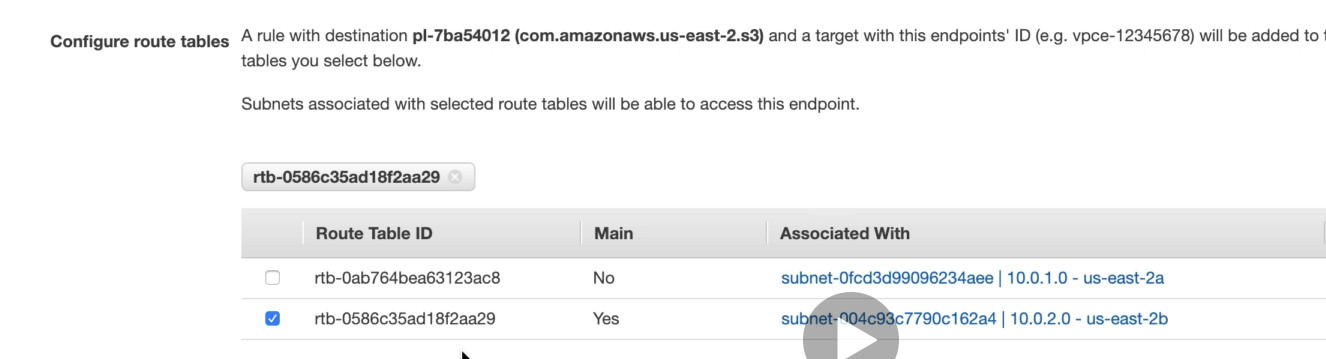 Configure route tables
A rule with destination pl-7ba54012 (com.amazonaws.us-east-2.s3) and a target with this endpoints' ID (e.g. vpce-12345678) will be added to
tables you select below.
Subnets associated with selected route tables will be able to access this endpoint.
rtb-0586c35ad18f2aa29
Route Table ID Main Associated With
rtb-0ab764bea63123ac8 No subnet-0fcd3d99096234aee | 10.0.1.0 - us-east-2a
rtb-0586c35ad18f2aa29 Yes subnet-004c93c7790c162a4 | 10.0.2.0 - us-east-2b